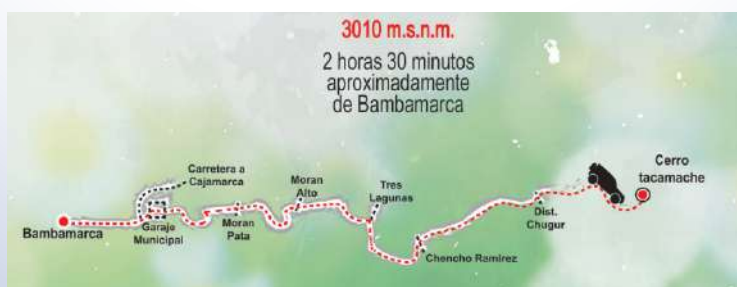 3010 m.s.n.m.
2 horas 30 minutos
aproximadamente
de Bambamarca
Carretera a
Cajamarca
Bambamarca
Garaje
Municipal
Moran
Pata
Moran
Alto
Tres
Lagunas
Chencho Ramirez
Dist.
Chugur
Cerro
tacamache